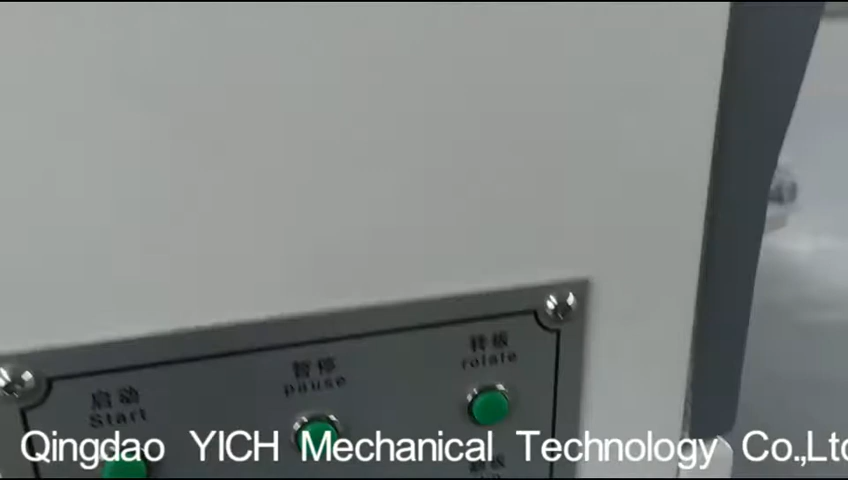 启动
Start
暂停
pause
转板
rotate
Qingdao YICH Mechanical Technology Co.,Ltd